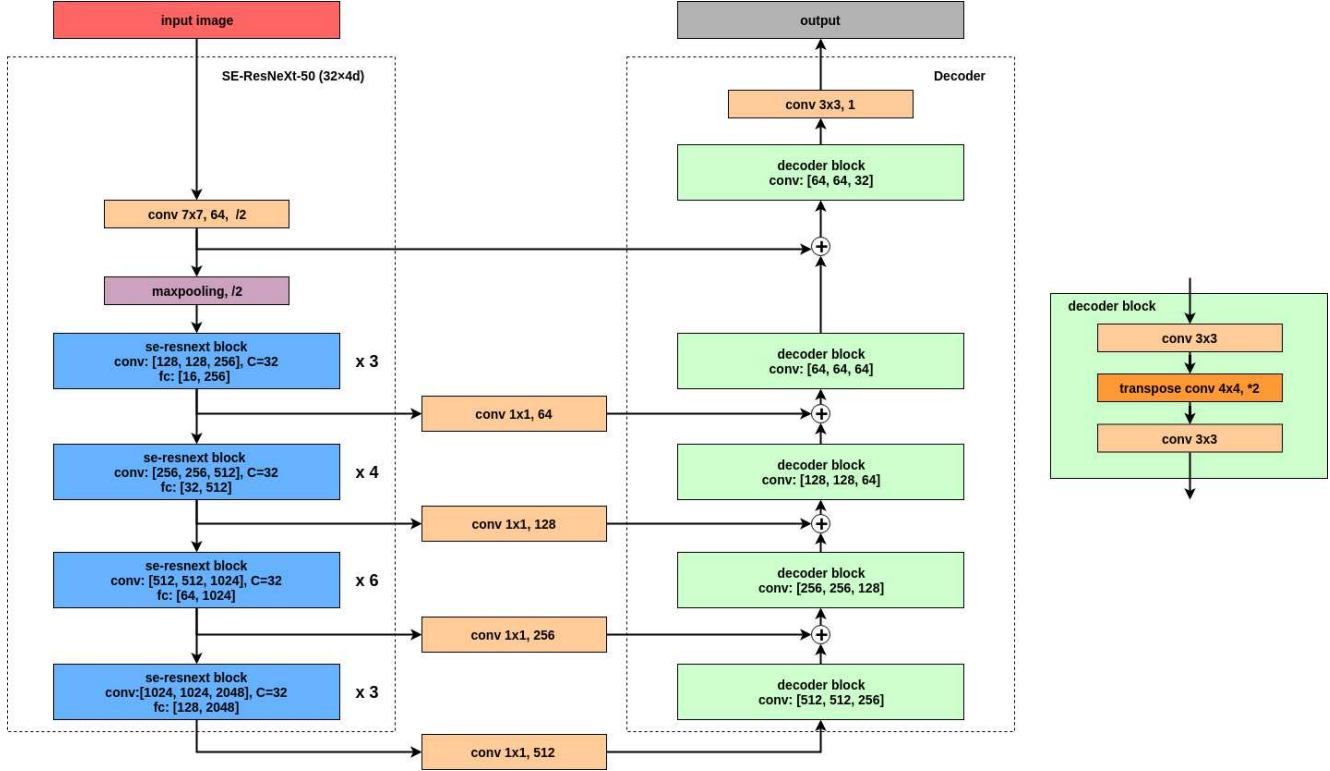 input image
SE-ResNeXt-50 (32×4d)
conv 7x7, 64, /2
maxpooling, /2
se-resnext block
conv: [128, 128, 256], C=32
fc: [16, 256]
x 3
conv 1x1, 64
se-resnext block
conv: [256, 256, 512], C=32
fc: [32, 512]
x 4
conv 1x1, 128
se-resnext block
conv: [512, 512, 1024], C=32
fc: [64, 1024]
x 6
conv 1x1, 256
se-resnext block
conv:[1024, 1024, 2048], C=32
fc: [128, 2048]
x 3
conv 1x1, 512
output
Decoder
conv 3x3, 1
decoder block
conv: [64, 64, 32]
+
decoder block
conv: [64, 64, 64]
+
decoder block
conv: [128, 128, 64]
+
decoder block
conv: [256, 256, 128]
+
decoder block
conv: [512, 512, 256]
decoder block
conv 3x3
transpose conv 4x4, *2
conv 3x3